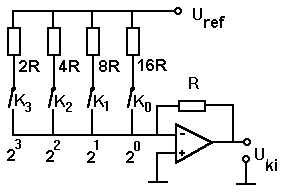 U_ref
2R 4R 8R 16R R
K_3 K_2 K_1 K_0
- +
2^3 2^2 2^1 2^0
U_ki